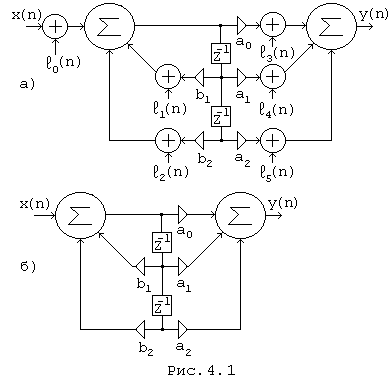 x(n) Σ Σ y(n)
a₀
ℓ₀(n) z⁻¹ ℓ₃(n)
а) b₁ a₁
ℓ₁(n) z⁻¹ ℓ₄(n)
b₂ a₂
ℓ₂(n) ℓ₅(n)
x(n) Σ Σ y(n)
a₀
z⁻¹
б) b₁ a₁
z⁻¹
b₂ a₂
Рис.4.1